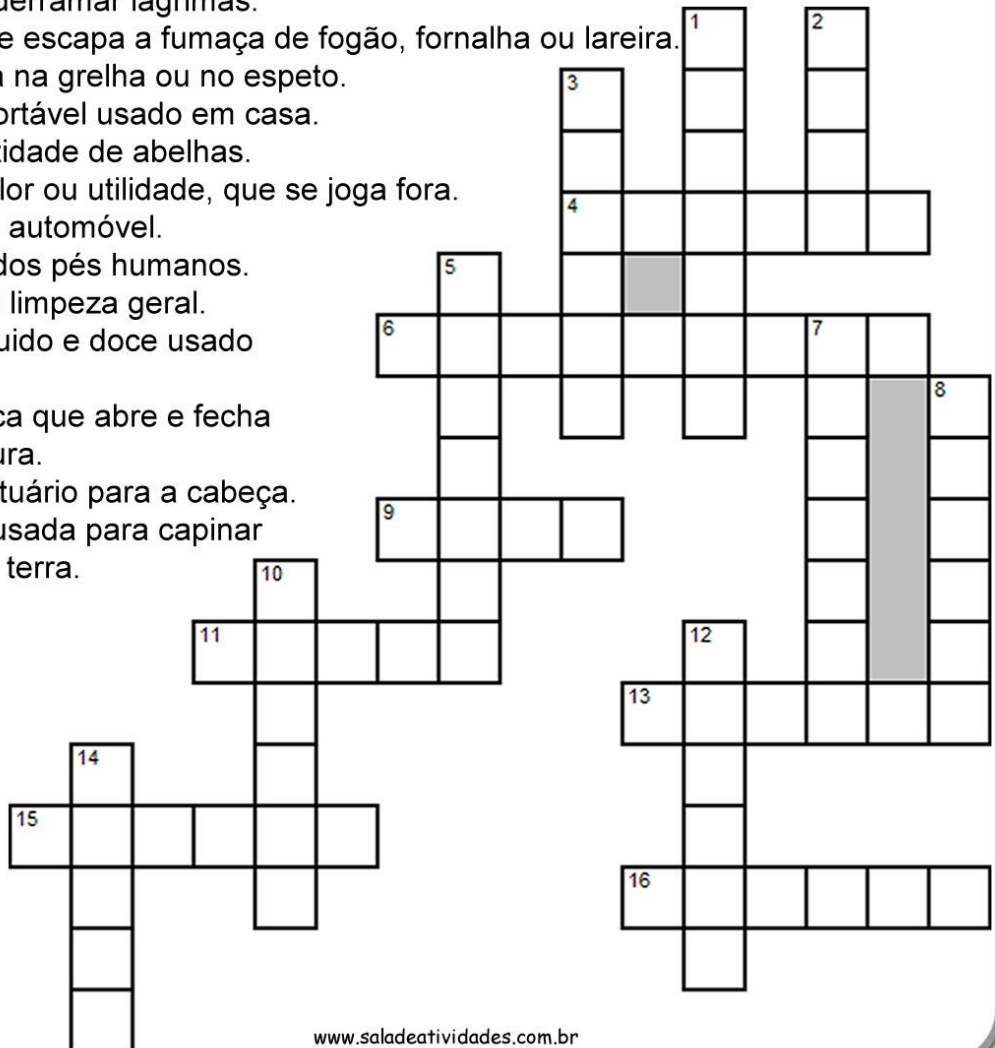 derramar lágrimas.
e escapa a fumaça de fogão, fornalha ou lareira.
na grelha ou no espeto.
ortável usado em casa.
idade de abelhas.
lor ou utilidade, que se joga fora.
automóvel.
dos pés humanos.
limpeza geral.
uido e doce usado
ca que abre e fecha
ura.
tuário para a cabeça.
usada para capinar
terra.
1
2
3
4
5
6
7
8
9
10
11
12
13
14
15
16
www.saladeatividades.com.br